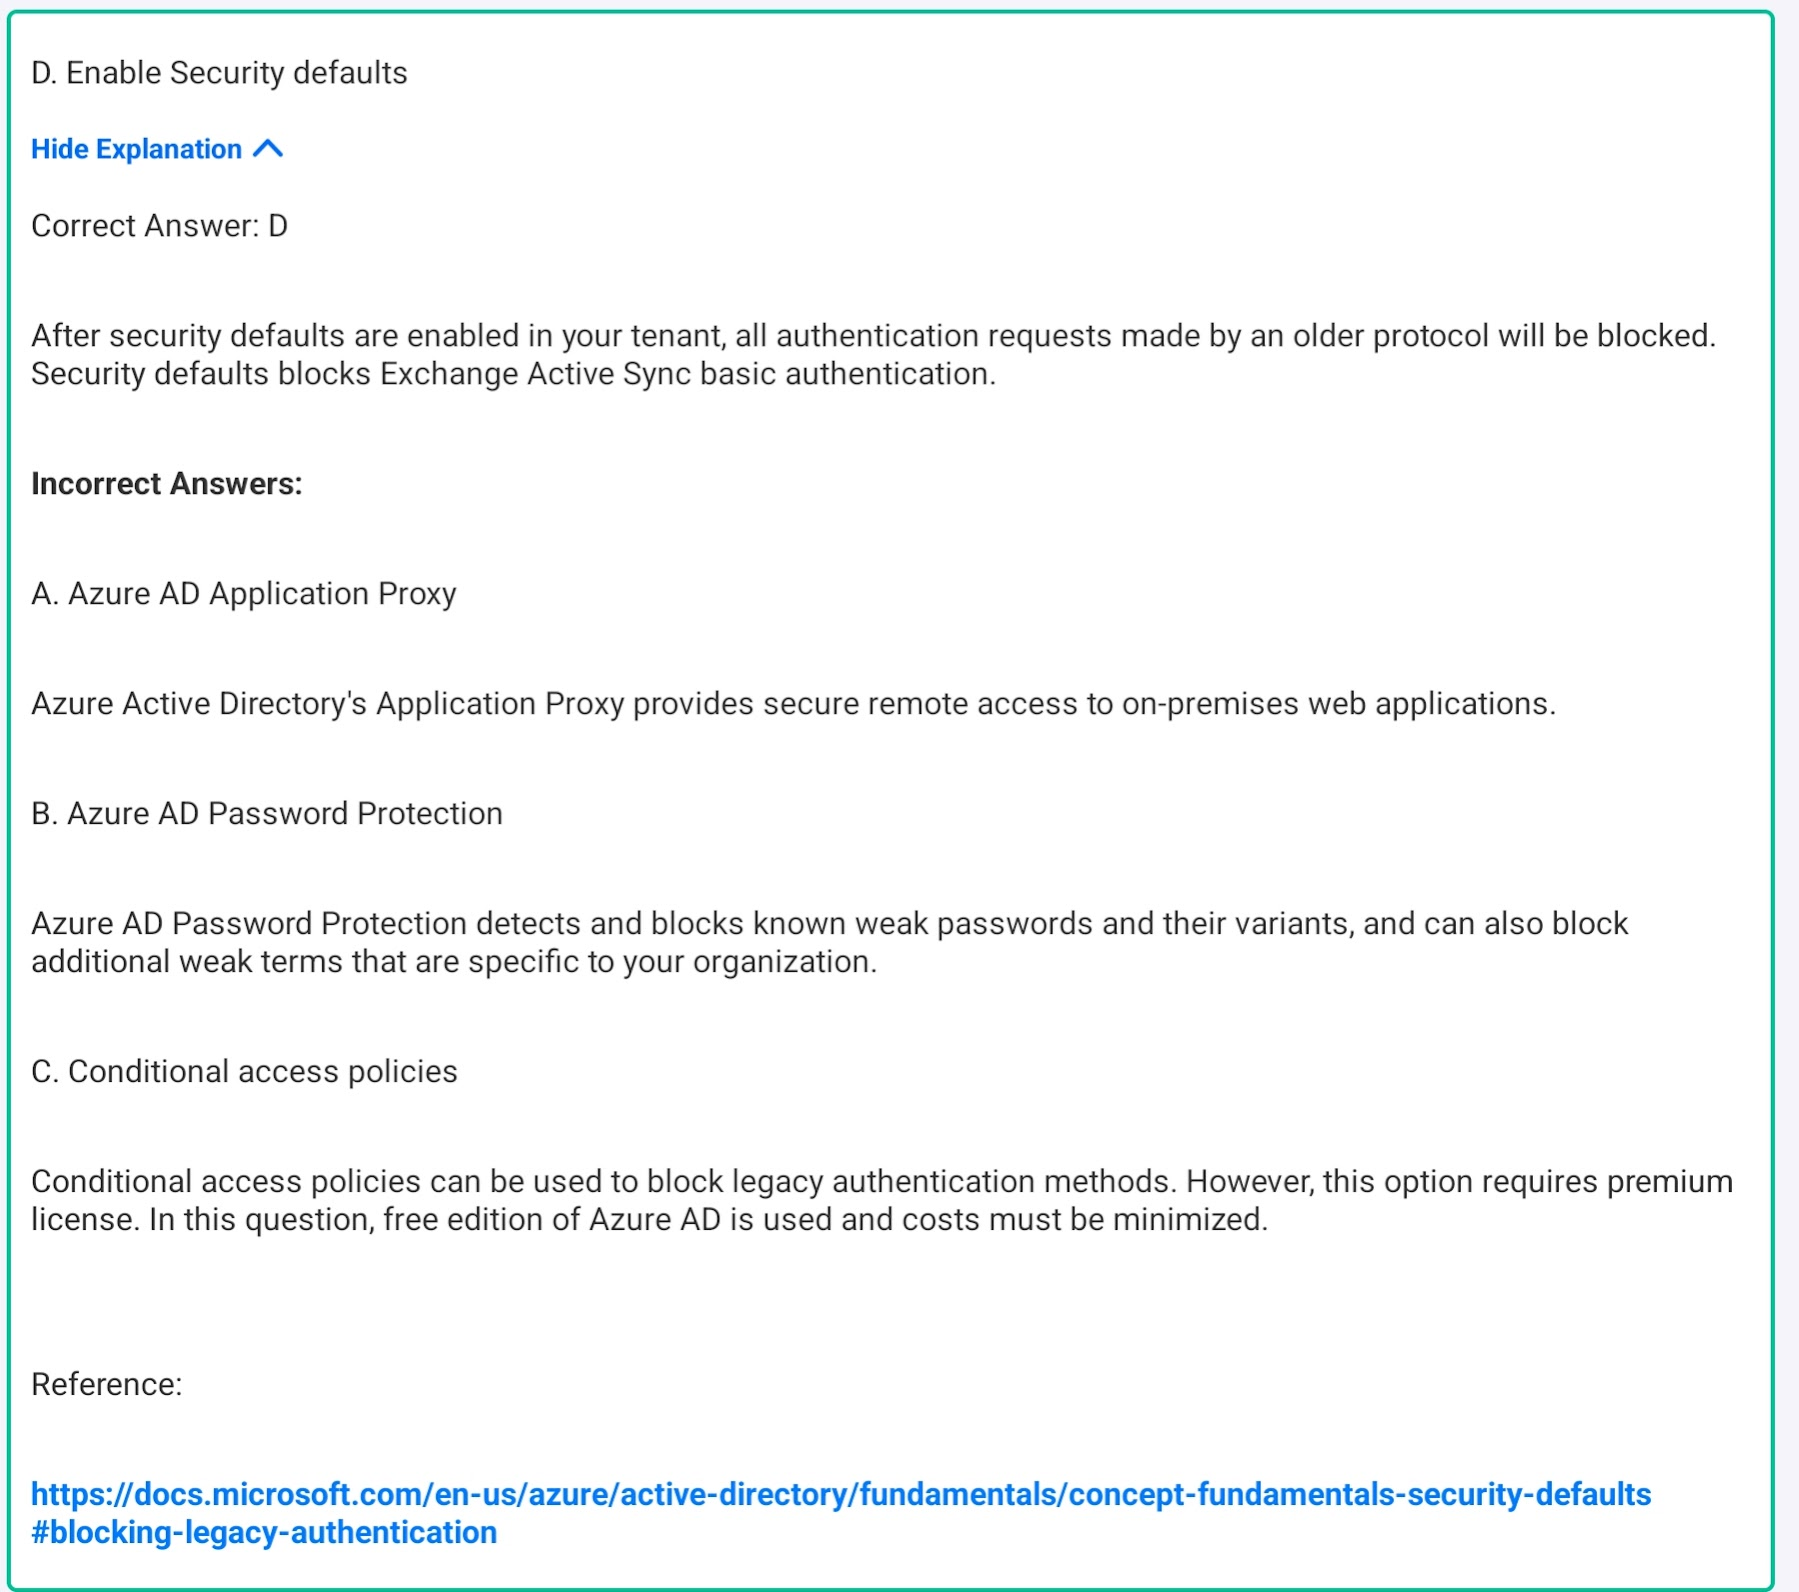 D. Enable Security defaults
Hide Explanation
Correct Answer: D
After security defaults are enabled in your tenant, all authentication requests made by an older protocol will be blocked.
Security defaults blocks Exchange Active Sync basic authentication.
Incorrect Answers:
A. Azure AD Application Proxy
Azure Active Directory's Application Proxy provides secure remote access to on-premises web applications.
B. Azure AD Password Protection
Azure AD Password Protection detects and blocks known weak passwords and their variants, and can also block
additional weak terms that are specific to your organization.
C. Conditional access policies
Conditional access policies can be used to block legacy authentication methods. However, this option requires premium
license. In this question, free edition of Azure AD is used and costs must be minimized.
Reference:
https://docs.microsoft.com/en-us/azure/active-directory/fundamentals/concept-fundamentals-security-defaults
#blocking-legacy-authentication